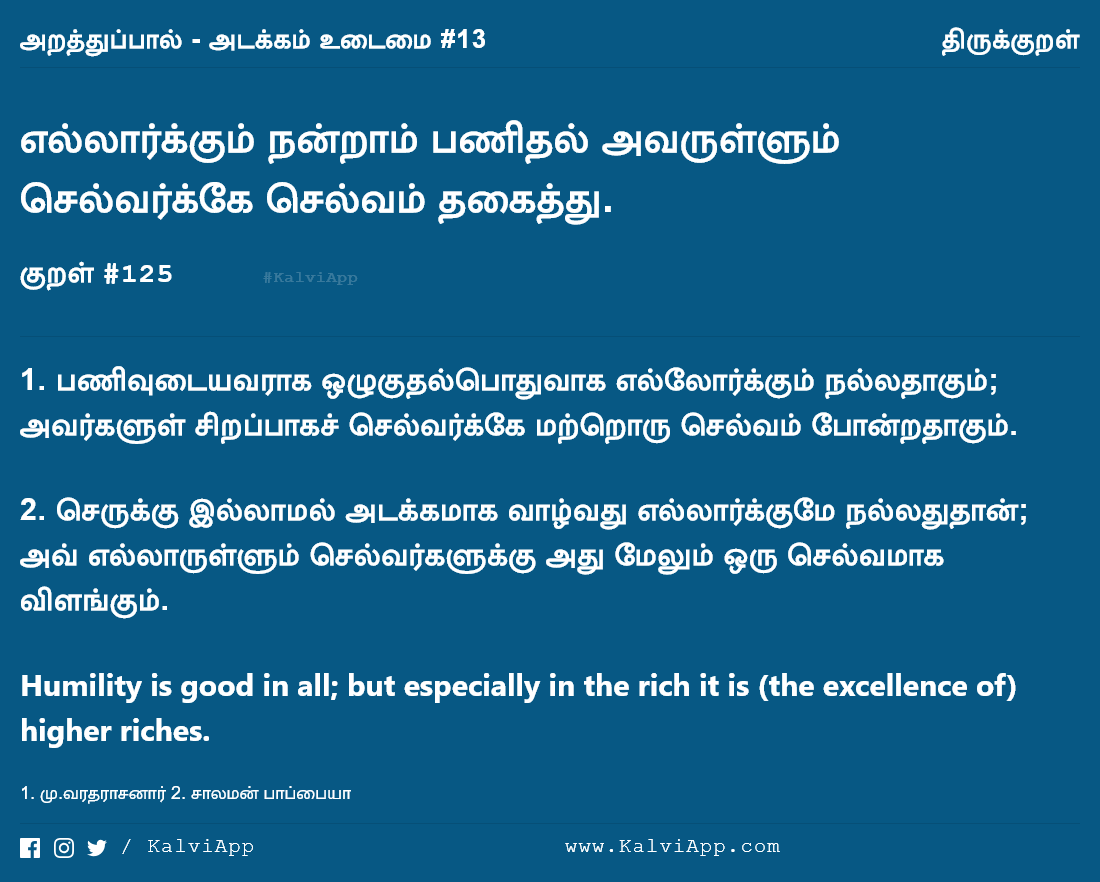 அறத்துப்பால் - அடக்கம் உடைமை #13 திருக்குறள்
எல்லார்க்கும் நன்றாம் பணிதல் அவருள்ளும்
செல்வர்க்கே செல்வம் தகைத்து.
குறள் #125 #KalviApp
1. பணிவுடையவராக ஒழுகுதல்பொதுவாக எல்லோர்க்கும் நல்லதாகும்;
அவர்களுள் சிறப்பாகச் செல்வர்க்கே மற்றொரு செல்வம் போன்றதாகும்.
2. செருக்கு இல்லாமல் அடக்கமாக வாழ்வது எல்லார்க்குமே நல்லதுதான்;
அவ் எல்லாருள்ளும் செல்வர்களுக்கு அது மேலும் ஒரு செல்வமாக
விளங்கும்.
Humility is good in all; but especially in the rich it is (the excellence of)
higher riches.
1. மு.வரதராசனார் 2. சாலமன் பாப்பையா
/ KalviApp www.KalviApp.com